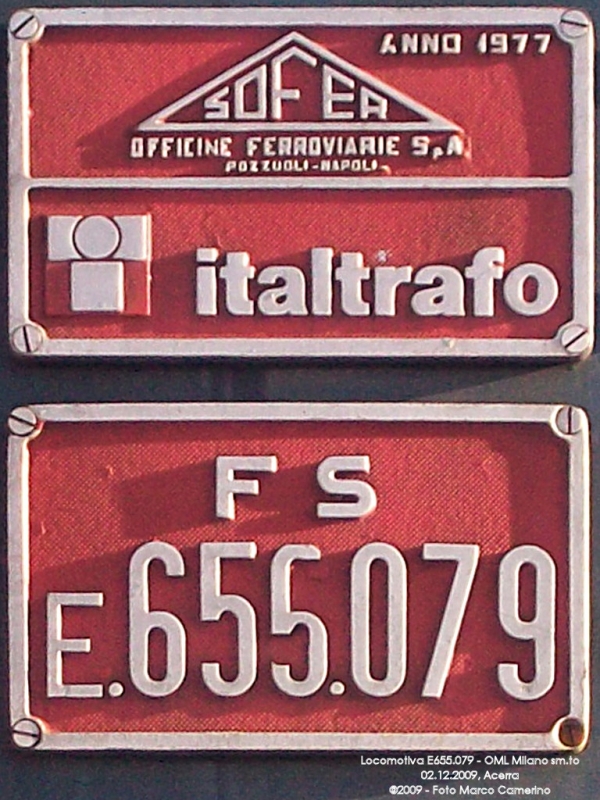 ANNO 1977
SOFER
OFFICINE FERROVIARIE S.p.A.
POZZUOLI-NAPOLI
italtrafo
F S
E.655.079
Locomotiva E655.079 - OML Milano sm.to
02.12.2009, Acerra
©2009 - Foto Marco Camerino